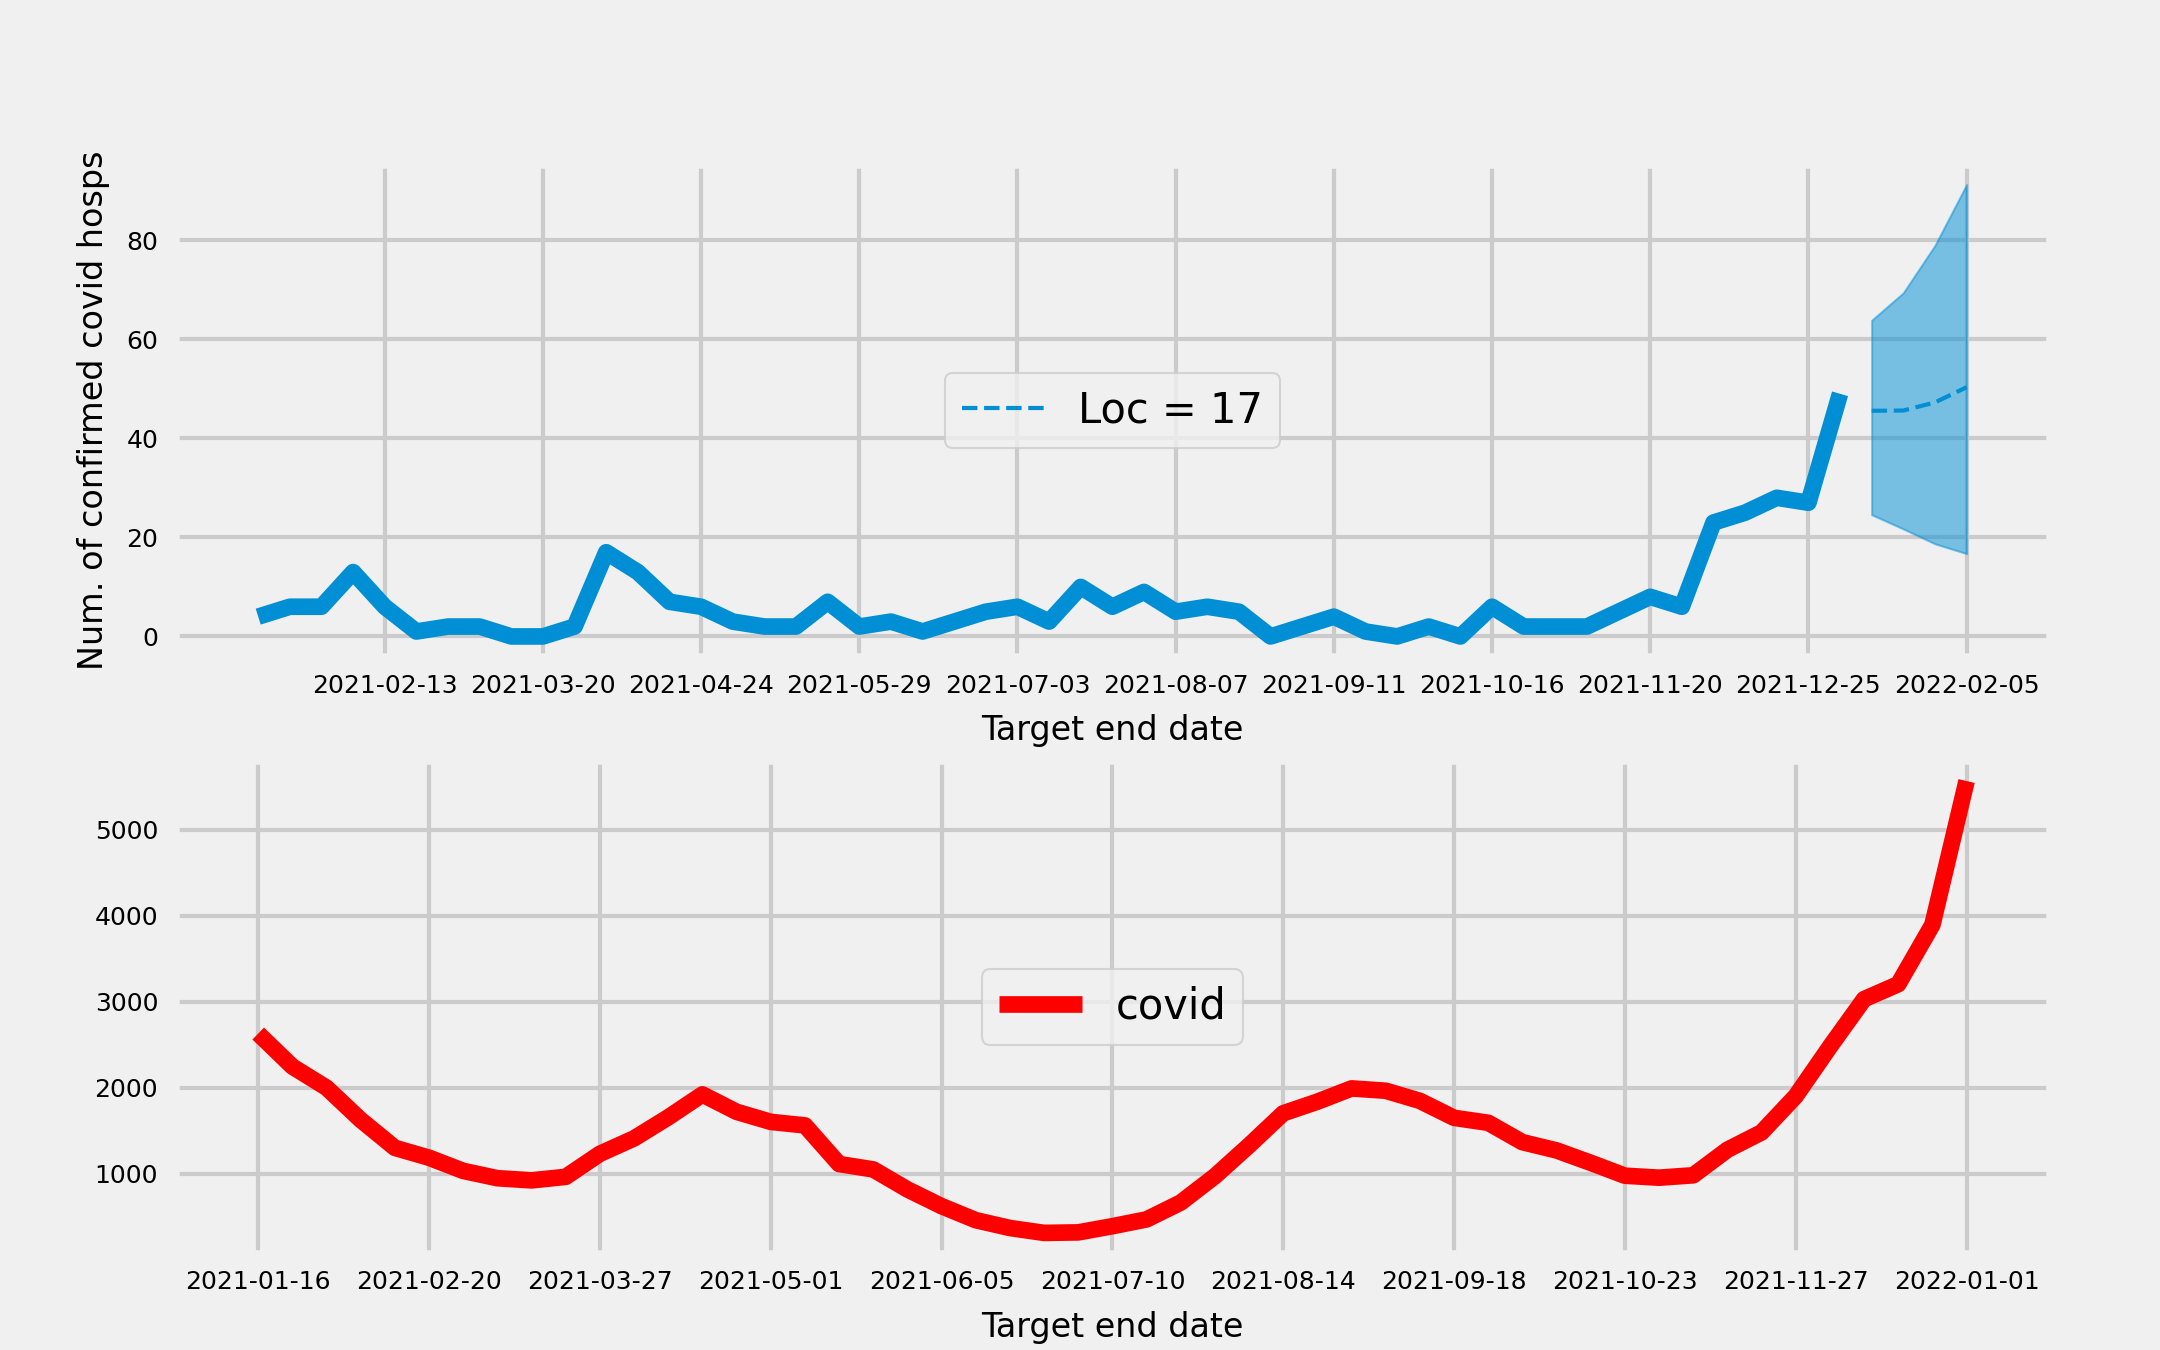 Num. of confirmed covid hosps
80
60
40
20
0
Loc = 17
2021-02-13 2021-03-20 2021-04-24 2021-05-29 2021-07-03 2021-08-07 2021-09-11 2021-10-16 2021-11-20 2021-12-25 2022-02-05
Target end date
5000
4000
3000
2000
1000
covid
2021-01-16 2021-02-20 2021-03-27 2021-05-01 2021-06-05 2021-07-10 2021-08-14 2021-09-18 2021-10-23 2021-11-27 2022-01-01
Target end date